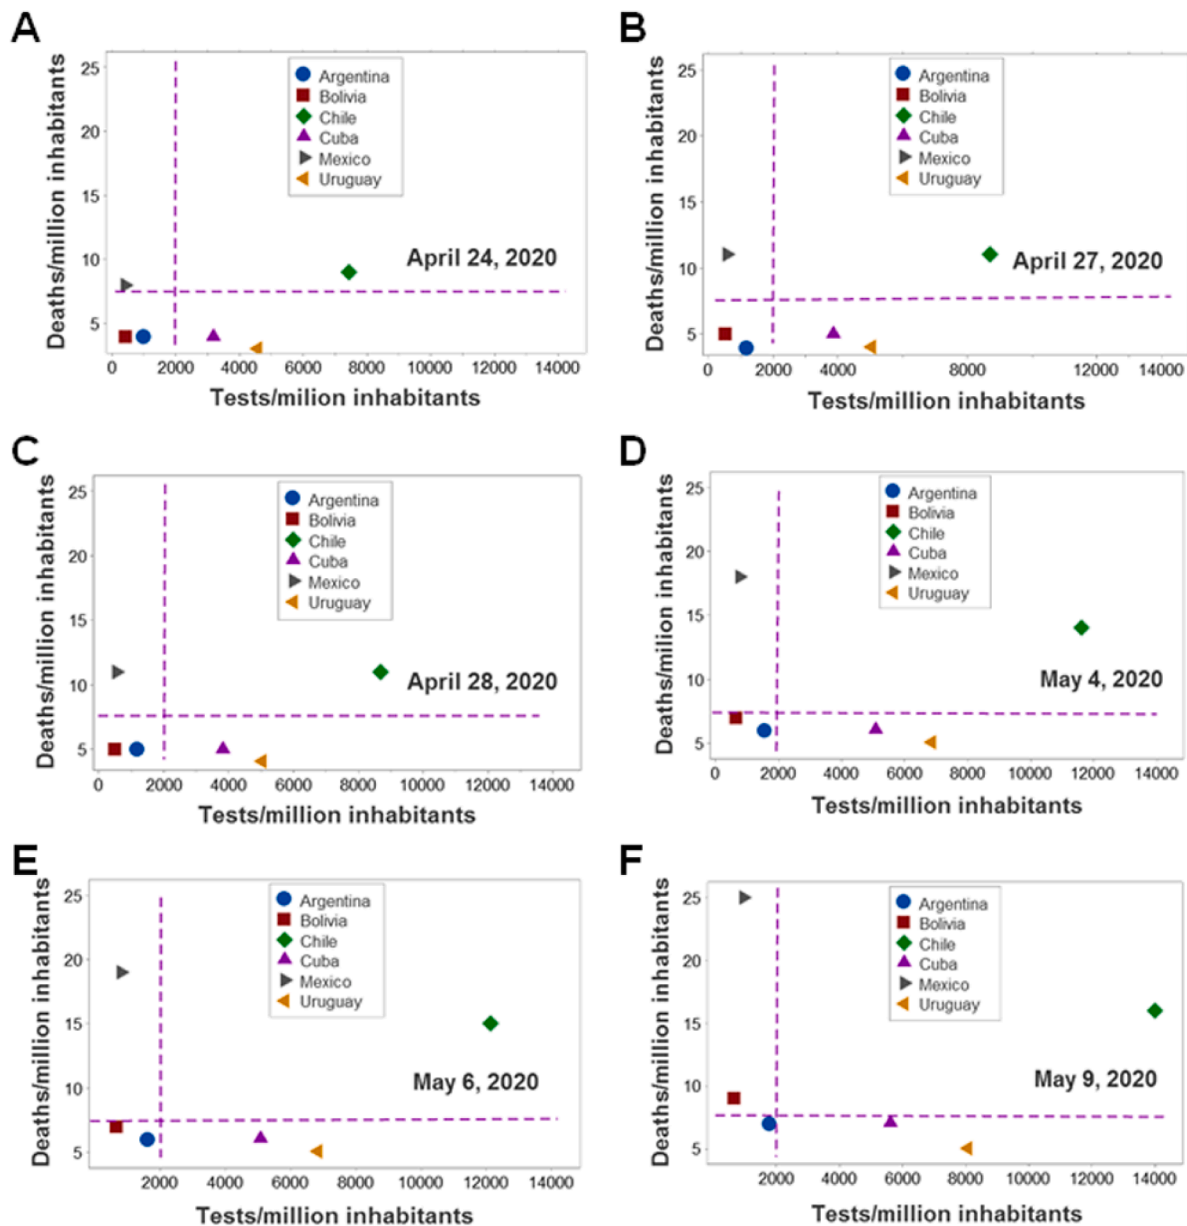 A
Deaths/million inhabitants
25
20
15
10
5
Argentina
Bolivia
Chile
Cuba
Mexico
Uruguay
April 24, 2020
0 2000 4000 6000 8000 10000 12000 14000
Tests/milion inhabitants
B
Deaths/million inhabitants
25
20
15
10
5
Argentina
Bolivia
Chile
Cuba
Mexico
Uruguay
April 27, 2020
0 2000 4000 8000 12000 14000
Tests/million inhabitants
C
Deaths/million inhabitants
25
20
15
10
5
Argentina
Bolivia
Chile
Cuba
Mexico
Uruguay
April 28, 2020
0 2000 4000 6000 8000 10000 12000 14000
Tests/million inhabitants
D
Deaths/milion inhabitants
25
20
15
10
5
Argentina
Bolivia
Chile
Cuba
Mexico
Uruguay
May 4, 2020
0 2000 4000 6000 8000 10000 12000 14000
Tests/million inhabitants
E
Deaths/million inhabitants
25
20
15
10
5
Argentina
Bolivia
Chile
Cuba
Mexico
Uruguay
May 6, 2020
2000 4000 6000 8000 10000 12000 14000
Tests/million inhabitants
F
Deaths/million inhabitants
25
20
15
10
5
Argentina
Bolivia
Chile
Cuba
Mexico
Uruguay
May 9, 2020
2000 4000 6000 8000 10000 12000 14000
Tests/million inhabitants